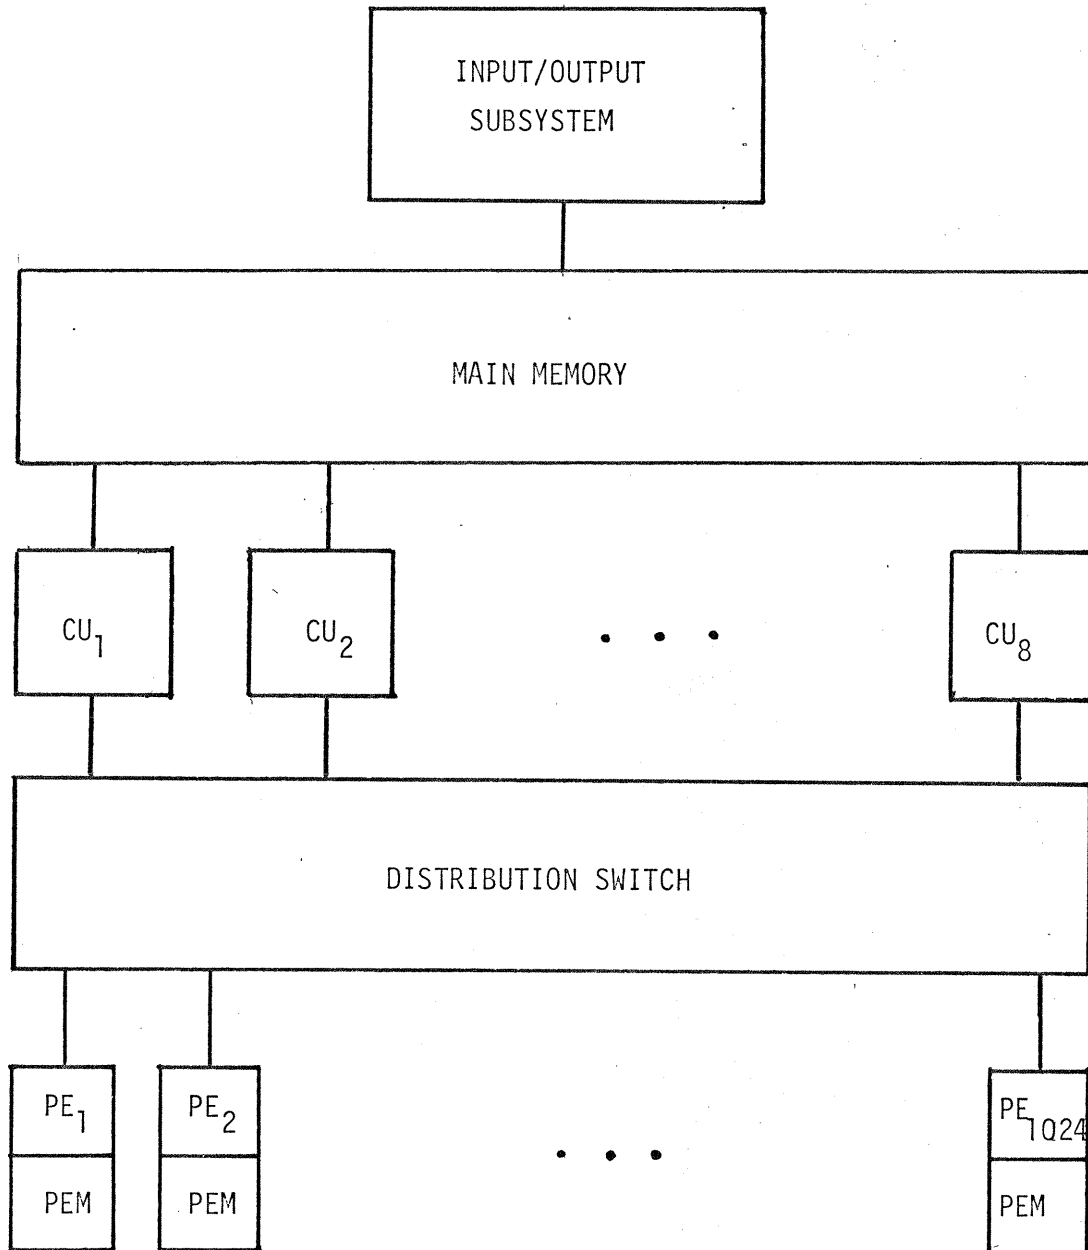 INPUT/OUTPUT
SUBSYSTEM
MAIN MEMORY
CU1
CU2
. . .
CU8
DISTRIBUTION SWITCH
PE1
PE2
. . .
PE1024
PEM
PEM
PEM